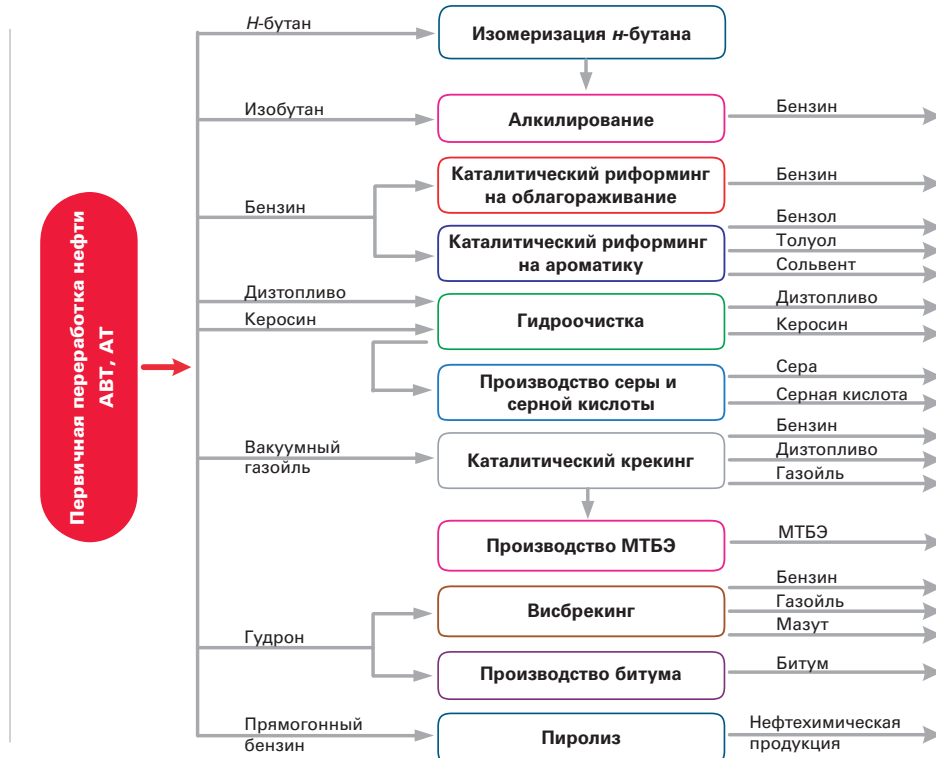 Первичная переработка нефти
АВТ, АТ
Н-бутан
Изомеризация н-бутана
Изобутан
Алкилирование
Бензин
Бензин
Каталитический риформинг
на облагораживание
Бензин
Каталитический риформинг
на ароматику
Бензол
Толуол
Сольвент
Дизтопливо
Керосин
Гидроочистка
Дизтопливо
Керосин
Производство серы и
серной кислоты
Сера
Серная кислота
Вакуумный
газойль
Каталитический крекинг
Бензин
Дизтопливо
Газойль
Производство МТБЭ
МТБЭ
Гудрон
Висбрекинг
Бензин
Газойль
Мазут
Производство битума
Битум
Прямогонный
бензин
Пиролиз
Нефтехимическая
продукция